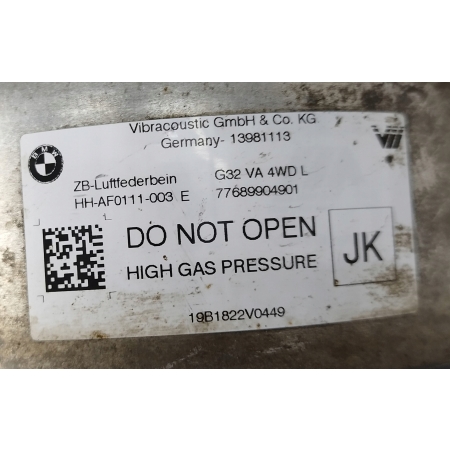 Vibracoustic GmbH & Co. KG
Germany- 13981113
BMW
ZB-Luftfederbein G32 VA 4WD L
HH-AF0111-003 E 77689904901
DO NOT OPEN
JK
HIGH GAS PRESSURE
19B1822V0449